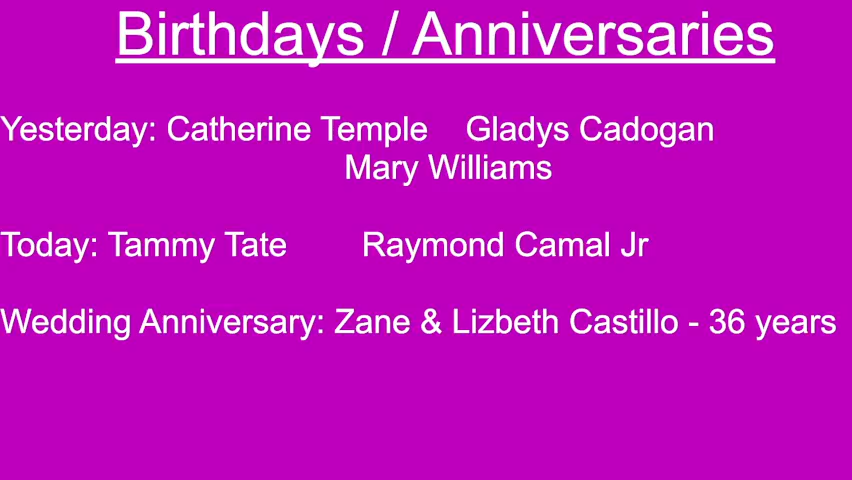 Birthdays / Anniversaries
Yesterday: Catherine Temple Gladys Cadogan
Mary Williams
Today: Tammy Tate Raymond Camal Jr
Wedding Anniversary: Zane & Lizbeth Castillo - 36 years